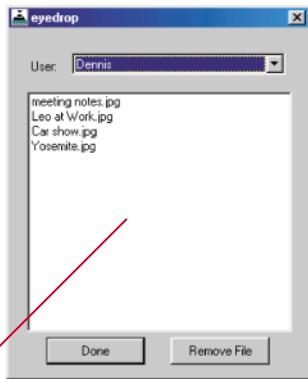 eyedrop
User: Dennis
meeting notes.jpg
Leo at Work.jpg
Car show.jpg
Yosemite.jpg
Done Remove File